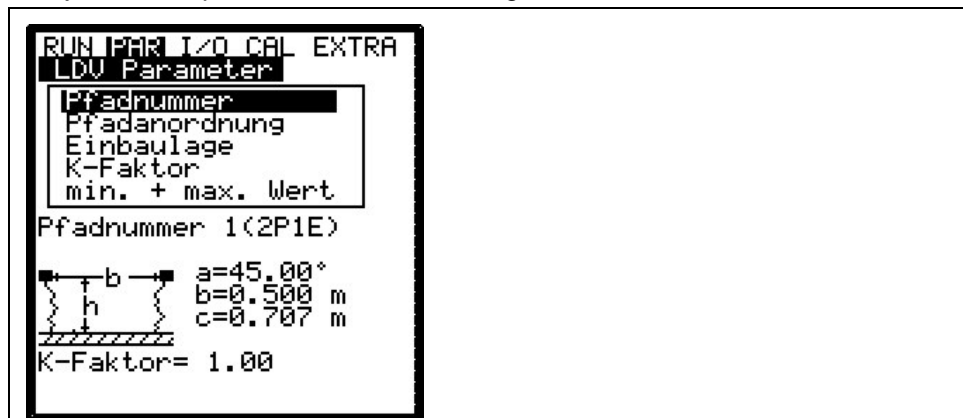 RUN PAR I/O CAL EXTRA
LDV Parameter
Pfadnummer
Pfadanordnung
Einbaulage
K-Faktor
min. + max. Wert
Pfadnummer 1(2P1E)
b
h
a=45.00°
b=0.500 m
c=0.707 m
K-Faktor= 1.00